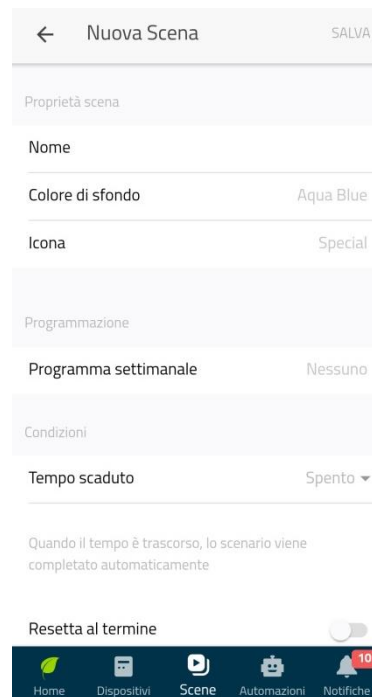 Nuova Scena SALVA
Proprietà scena
Nome
Colore di sfondo Aqua Blue
Icona Special
Programmazione
Programma settimanale Nessuno
Condizioni
Tempo scaduto Spento
Quando il tempo è trascorso, lo scenario viene
completato automaticamente
Resetta al termine
10
Home Dispositivi Scene Automazioni Notifiche